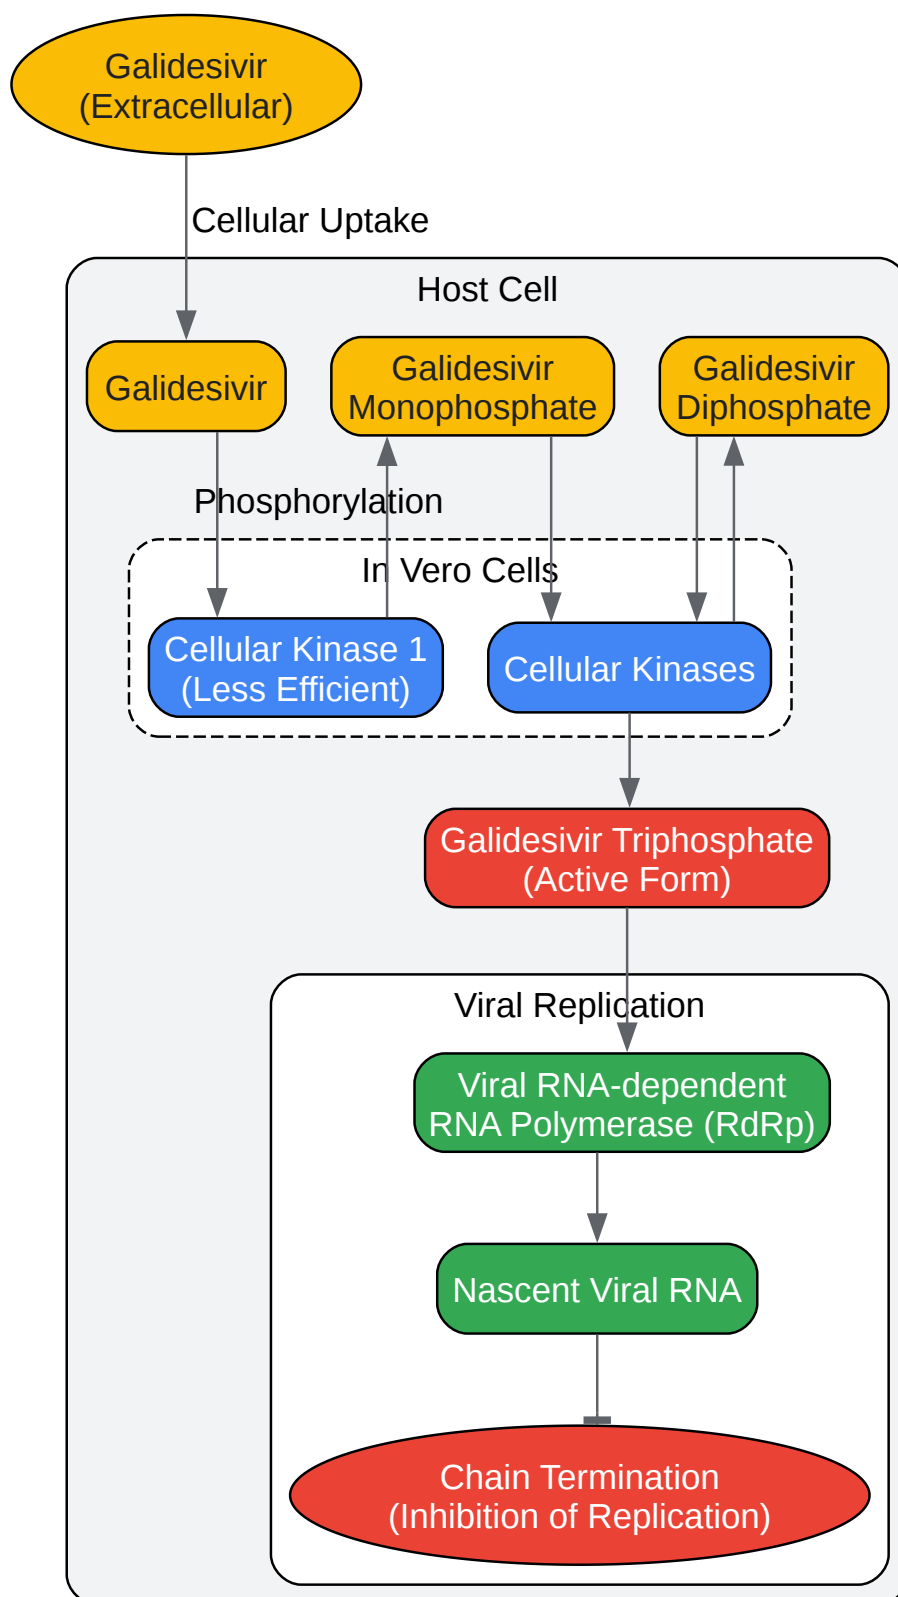 Galidesivir
(Extracellular)
Cellular Uptake
Host Cell
Galidesivir
Galidesivir
Monophosphate
Galidesivir
Diphosphate
Phosphorylation
In Vero Cells
Cellular Kinase 1
(Less Efficient)
Cellular Kinases
Galidesivir Triphosphate
(Active Form)
Viral Replication
Viral RNA-dependent
RNA Polymerase (RdRp)
Nascent Viral RNA
Chain Termination
(Inhibition of Replication)